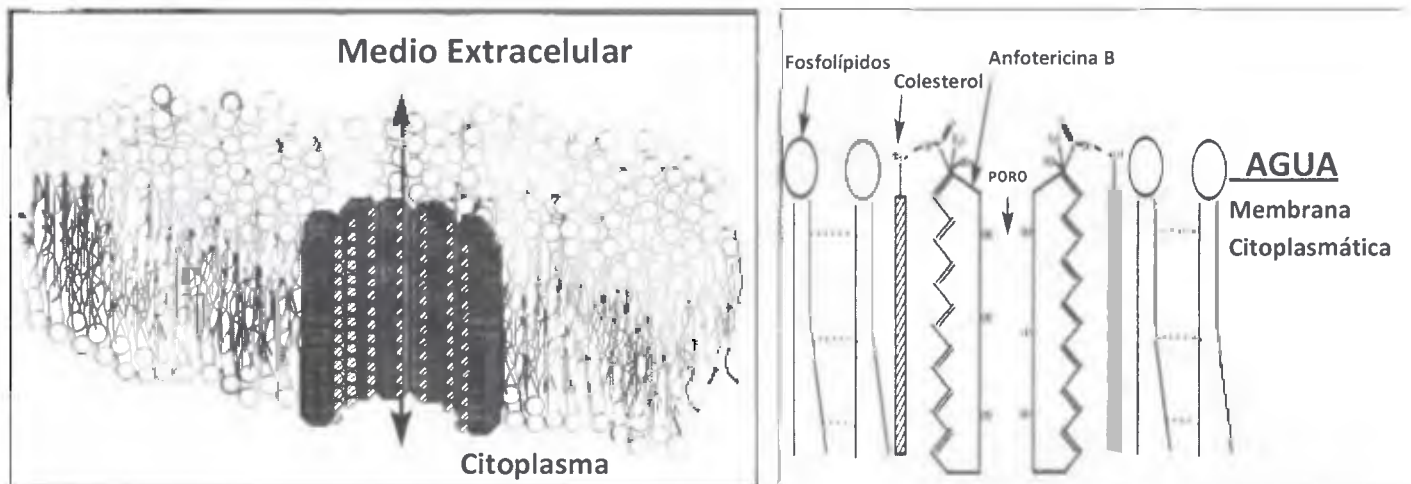 Medio Extracelular
Citoplasma
Fosfolípidos
Colesterol
Anfotericina B
PORO
AGUA
Membrana
Citoplasmática